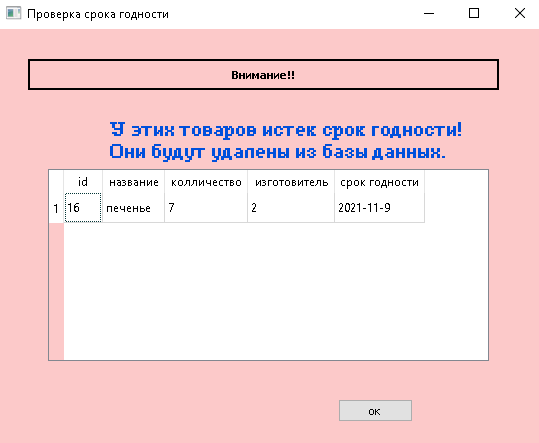 Проверка срока годности
Внимание!!
У этих товаров истек срок годности!
Они будут удалены из базы данных.
id название колличество изготовитель срок годности
1 16 печенье 7 2 2021-11-9
ок